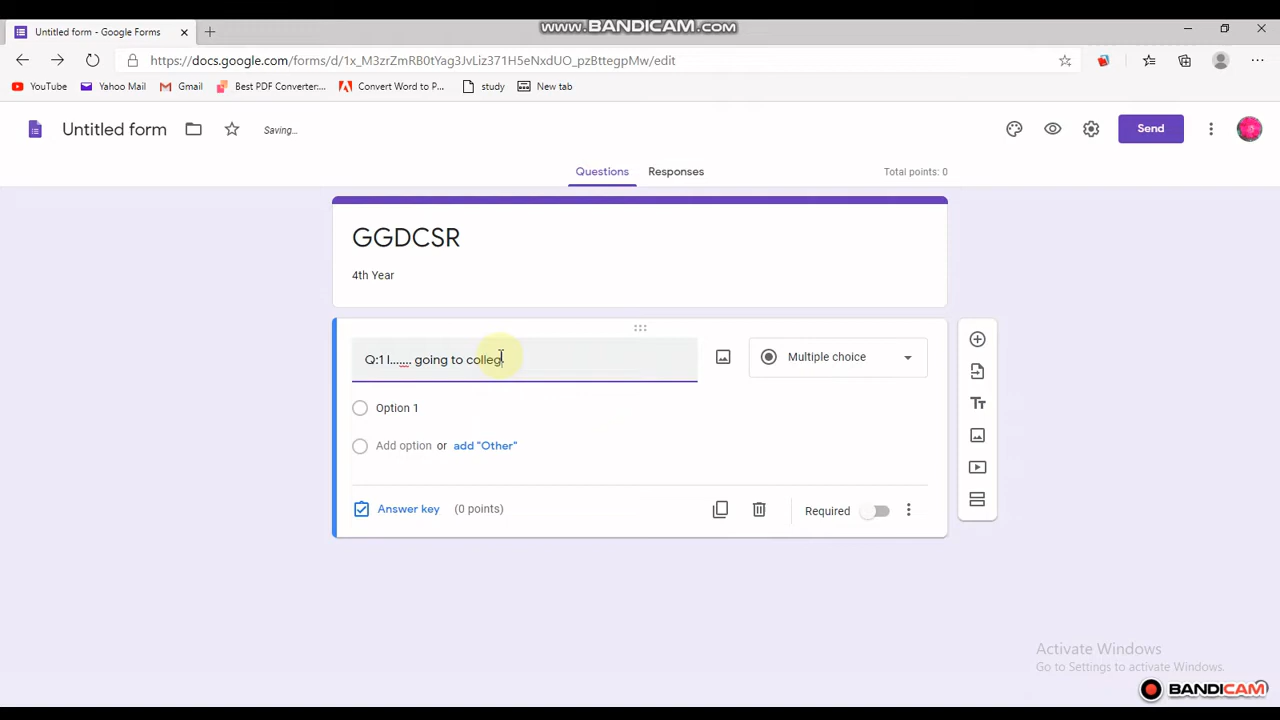 www.BANDICAM.com
Untitled form - Google Forms
https://docs.google.com/forms/d/1x_M3zrZmRB0tYag3JvLiz371H5eNxdUO_pzBttegpMw/edit
YouTube
Yahoo Mail
Gmail
Best PDF Converter:...
Convert Word to P...
study
New tab
Untitled form
Saving...
Send
Questions
Responses
Total points: 0
GGDCSR
4th Year
Q:1 I....... going to colleg
Multiple choice
Option 1
Add option or add "Other"
Answer key (0 points)
Required
Activate Windows
Go to Settings to activate Windows.
BANDICAM